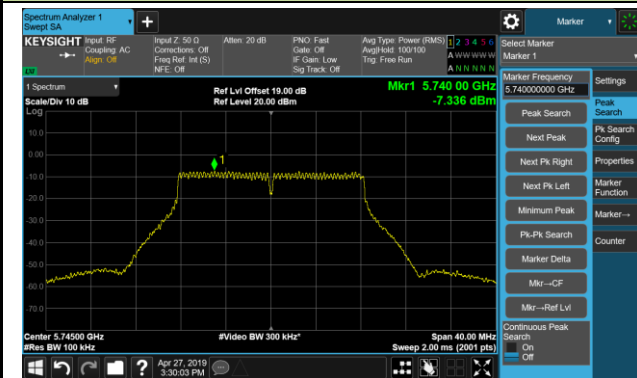 Spectrum Analyzer 1
Swept SA
+
Marker
KEYSIGHT
Input: RF
Coupling: AC
Align: Off
Input Z: 50 Ω
Corrections: Off
Freq Ref: Int (S)
NFE: Off
Atten: 20 dB
PNO: Fast
Gate: Off
IF Gain: Low
Sig Track: Off
Avg Type: Power (RMS)
Avg|Hold: 100/100
Trig: Free Run
1 2 3 4 5 6
A W W W W W
A N N N N N
Select Marker
Marker 1
1 Spectrum
Scale/Div 10 dB
Log
Ref Lvl Offset 19.00 dB
Ref Level 20.00 dBm
Mkr1 5.740 00 GHz
-7.336 dBm
10.0
0.00
-10.0
-20.0
-30.0
-40.0
-50.0
-60.0
-70.0
1
Center 5.74500 GHz
#Res BW 100 kHz
#Video BW 300 kHz*
Span 40.00 MHz
Sweep 2.00 ms (2001 pts)
Marker Frequency
5.740000000 GHz
Peak Search
Next Peak
Next Pk Right
Next Pk Left
Minimum Peak
Pk-Pk Search
Marker Delta
Mkr→CF
Mkr→Ref Lvl
Continuous Peak
Search
On
Off
Settings
Peak
Search
Pk Search
Config
Properties
Marker
Function
Marker→
Counter
?
Apr 27, 2019
3:30:03 PM